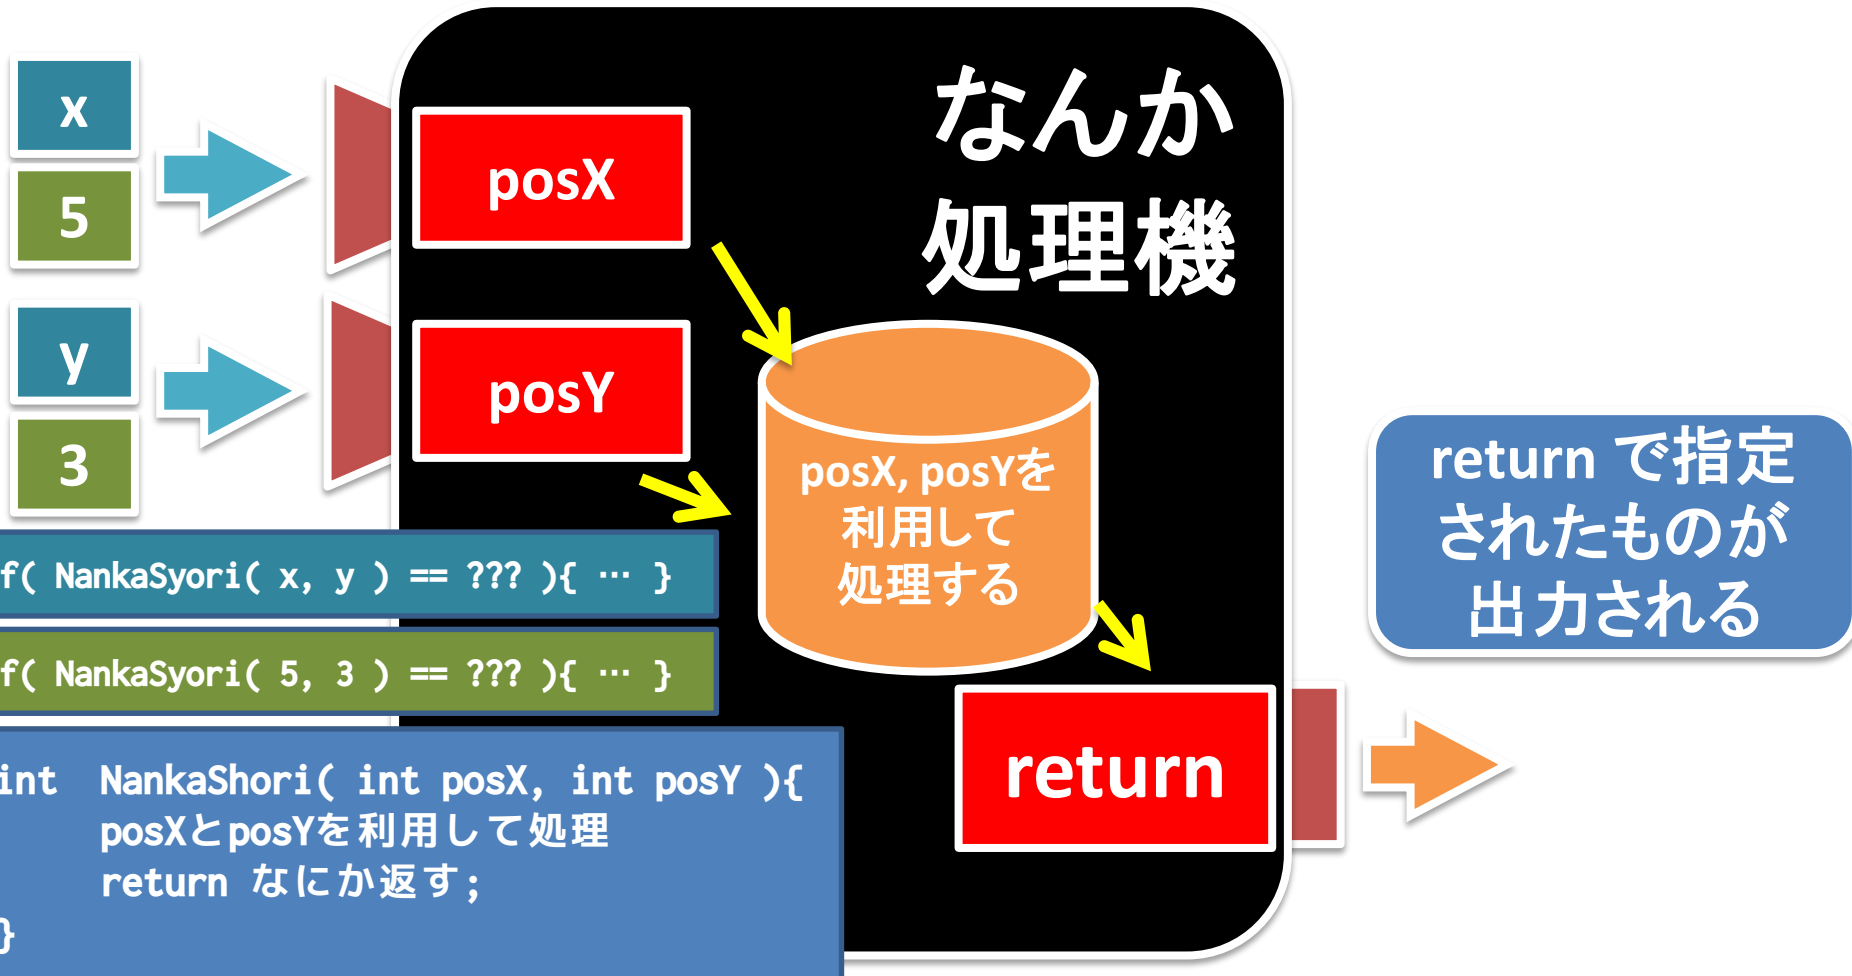 x
5
y
3
posX
posY
なんか
処理機
posX, posYを
利用して
処理する
return
return で指定
されたものが
出力される
f( NankaSyori( x, y ) == ??? ){ … }
f( NankaSyori( 5, 3 ) == ??? ){ … }
int  NankaShori( int posX, int posY ){
posXとposYを利用して処理
return なにか返す;
}